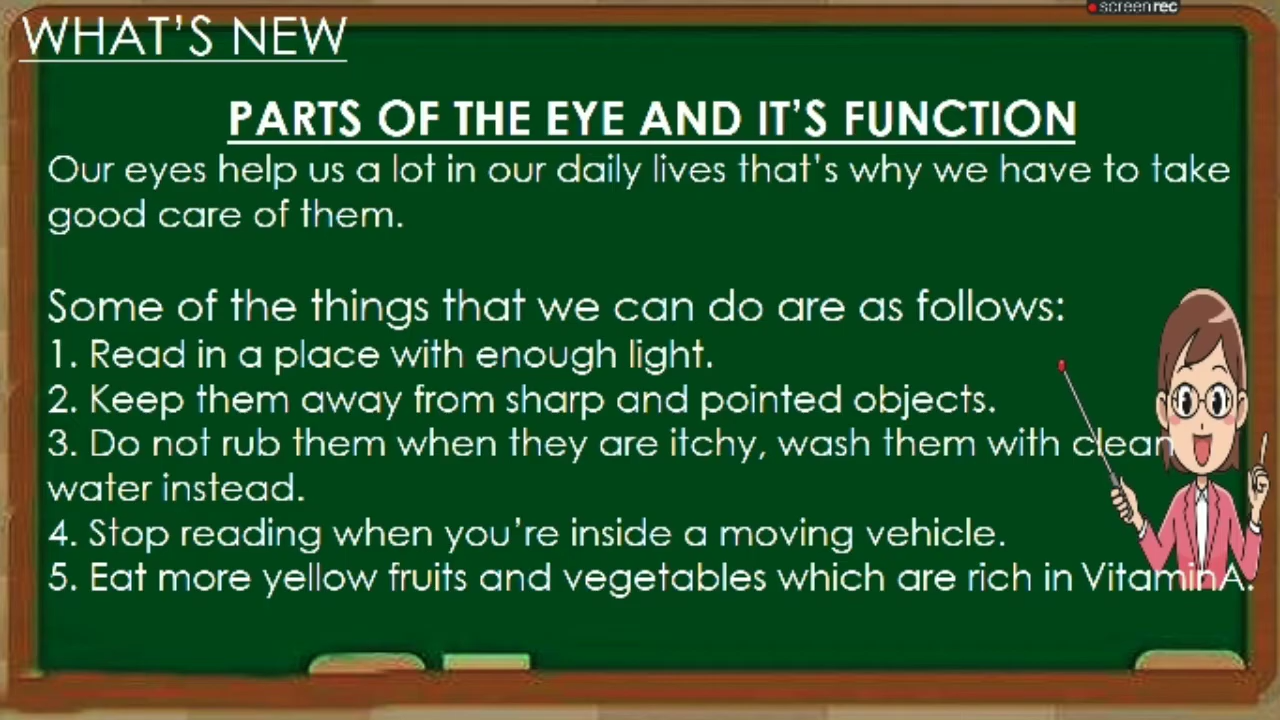 screenrec
WHAT'S NEW
PARTS OF THE EYE AND IT'S FUNCTION
Our eyes help us a lot in our daily lives that's why we have to take
good care of them.
Some of the things that we can do are as follows:
1. Read in a place with enough light.
2. Keep them away from sharp and pointed objects.
3. Do not rub them when they are itchy, wash them with clean
water instead.
4. Stop reading when you're inside a moving vehicle.
5. Eat more yellow fruits and vegetables which are rich in VitaminA.